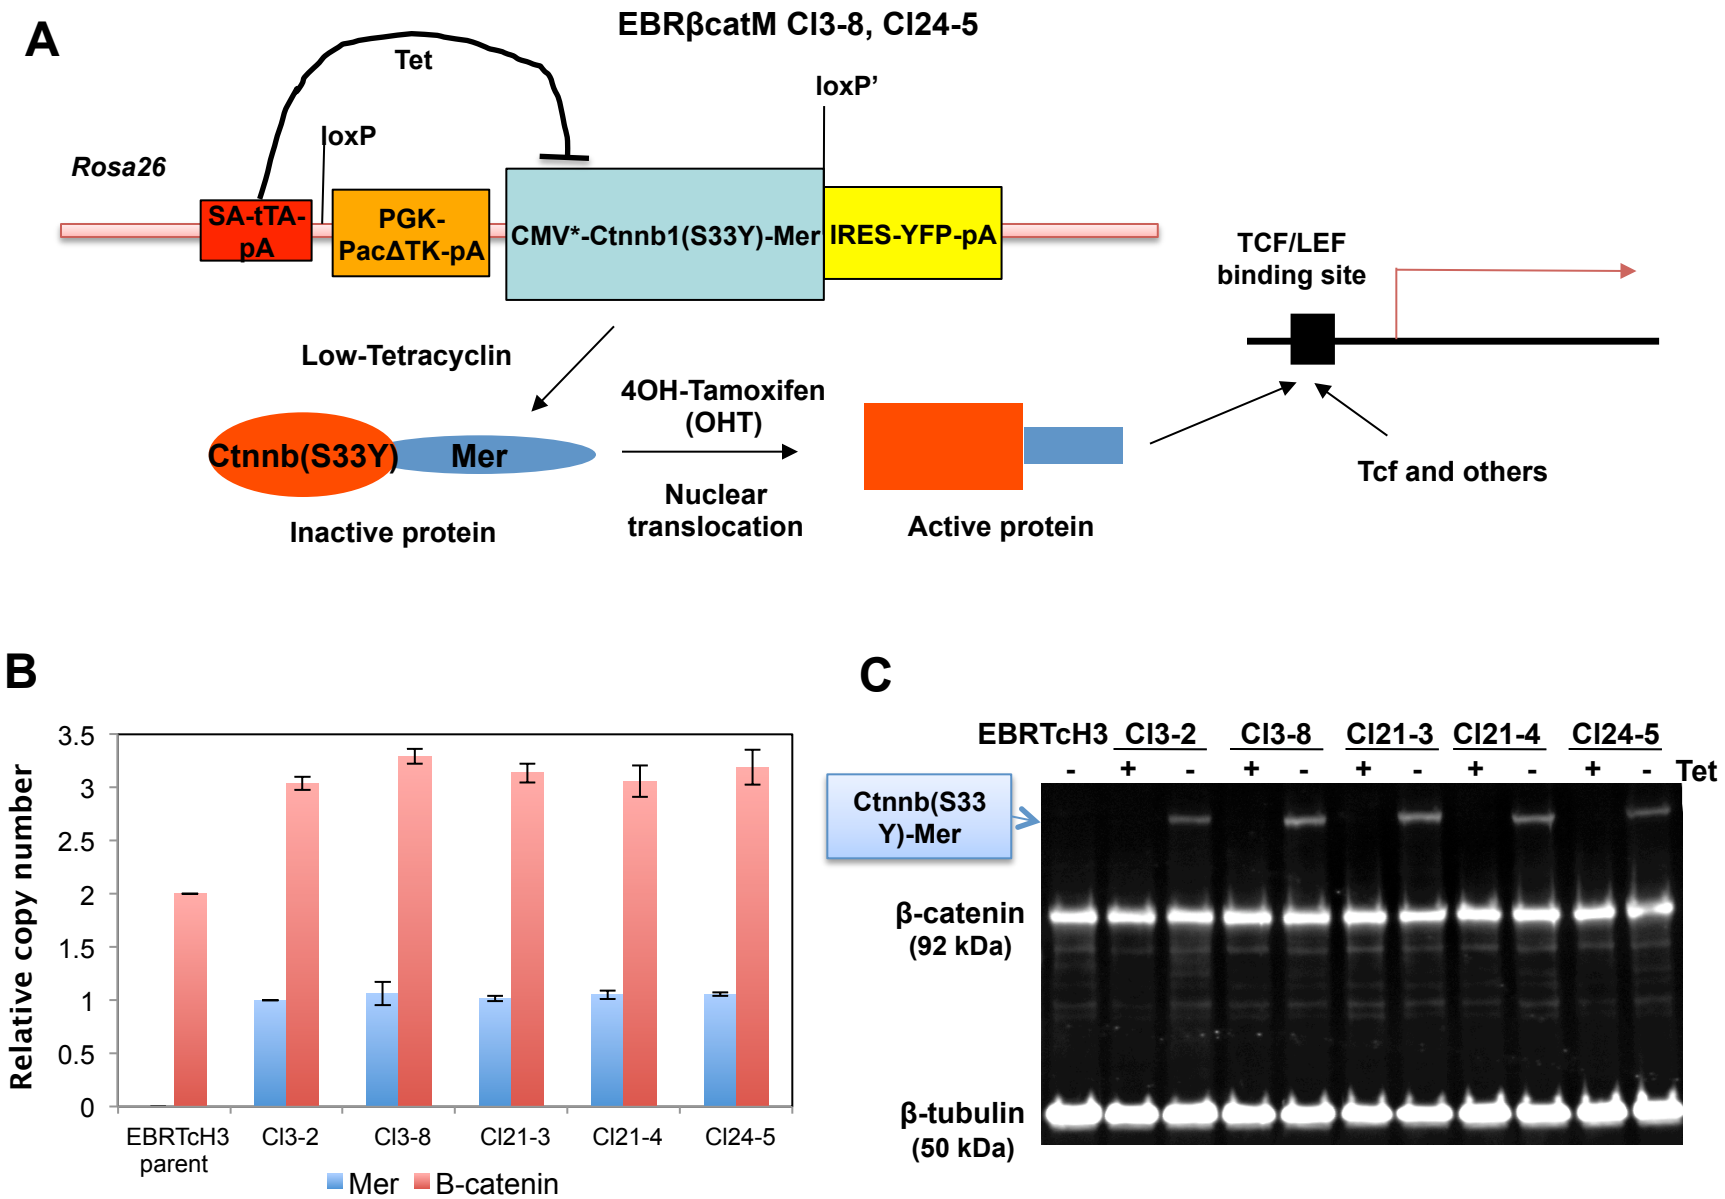 A
EBRβcatM Cl3-8, Cl24-5
Tet
loxP'
loxP
Rosa26
SA-tTA-
pA
PGK-
PacΔTK-pA
CMV*-Ctnnb1(S33Y)-Mer
IRES-YFP-pA
TCF/LEF
binding site
Low-Tetracyclin
4OH-Tamoxifen
(OHT)
Ctnnb(S33Y)
Mer
Nuclear
translocation
Inactive protein
Active protein
Tcf and others
B
Relative copy number
3.5
3
2.5
2
1.5
1
0.5
0
EBRTcH3
parent
Cl3-2
Cl3-8
Cl21-3
Cl21-4
Cl24-5
Mer
B-catenin
C
EBRTcH3 Cl3-2 Cl3-8 Cl21-3 Cl21-4 Cl24-5
- + - + - + - + - + - Tet
Ctnnb(S33
Y)-Mer
β-catenin
(92 kDa)
β-tubulin
(50 kDa)